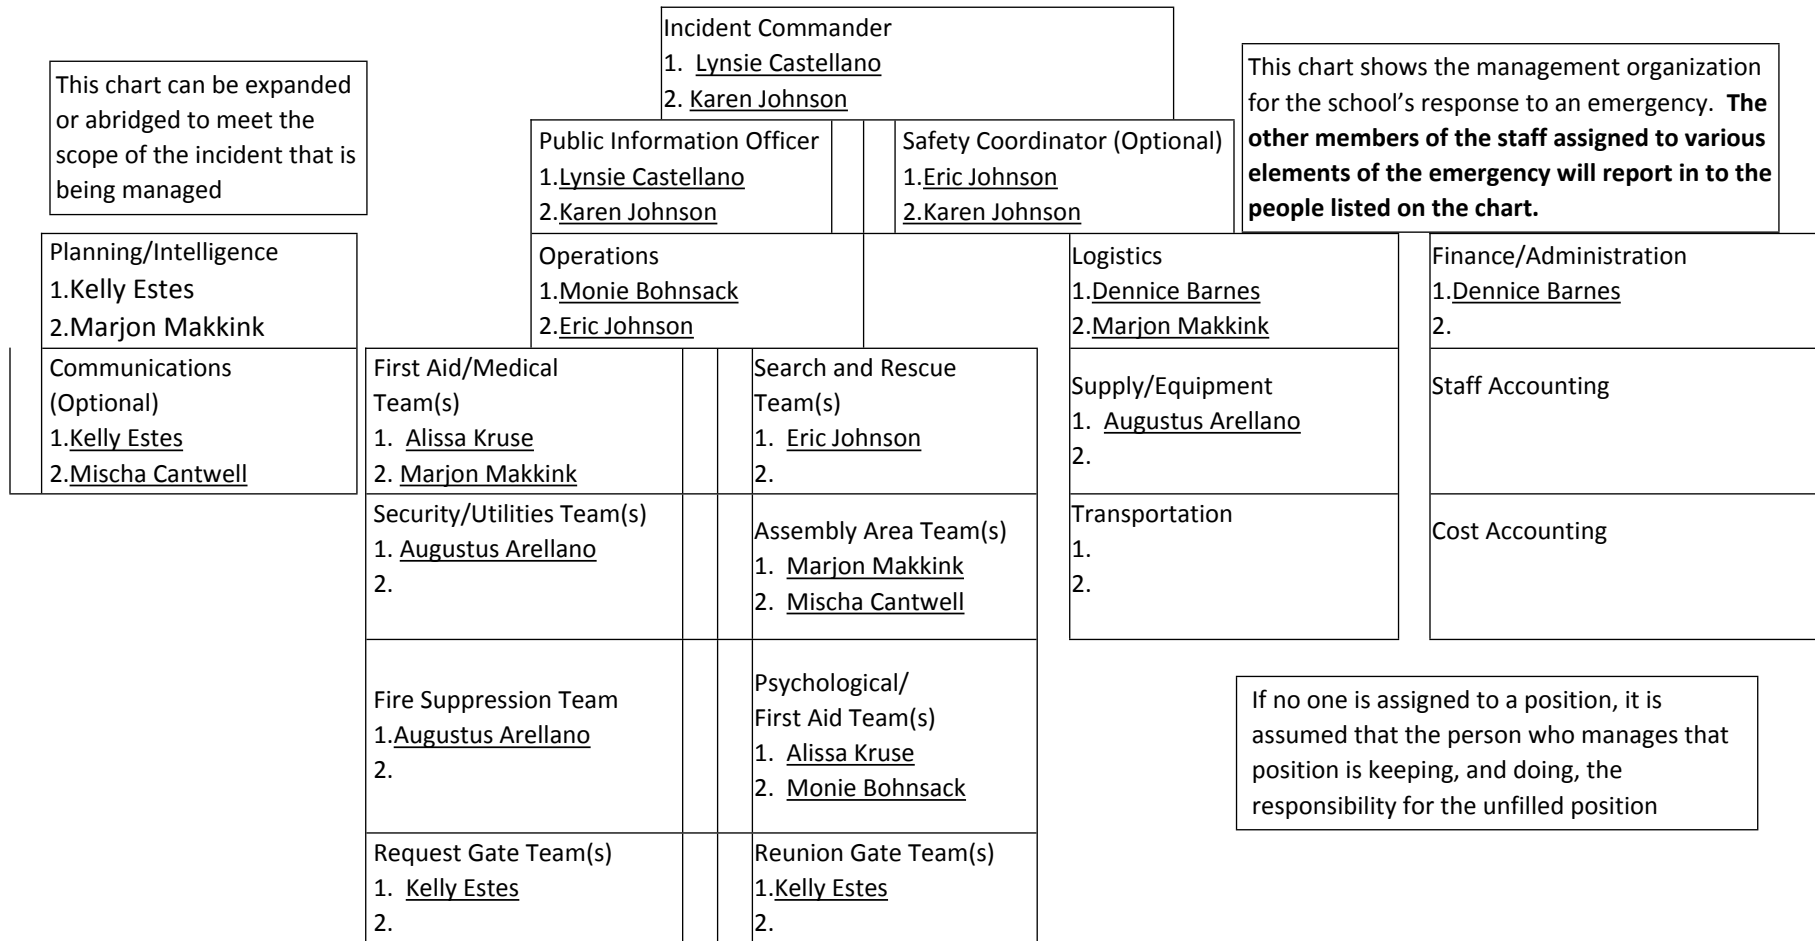 Incident Commander
1. Lynsie Castellano
2. Karen Johnson
This chart can be expanded
or abridged to meet the
scope of the incident that is
being managed
This chart shows the management organization
for the school’s response to an emergency. The
other members of the staff assigned to various
elements of the emergency will report in to the
people listed on the chart.
Public Information Officer
1.Lynsie Castellano
2.Karen Johnson
Safety Coordinator (Optional)
1.Eric Johnson
2.Karen Johnson
Planning/Intelligence
1.Kelly Estes
2.Marjon Makkink
Operations
1.Monie Bohnsack
2.Eric Johnson
Logistics
1.Dennice Barnes
2.Marjon Makkink
Finance/Administration
1.Dennice Barnes
2.
Communications
(Optional)
1.Kelly Estes
2.Mischa Cantwell
First Aid/Medical
Team(s)
1. Alissa Kruse
2. Marjon Makkink
Search and Rescue
Team(s)
1. Eric Johnson
2.
Supply/Equipment
1. Augustus Arellano
2.
Staff Accounting
Security/Utilities Team(s)
1. Augustus Arellano
2.
Assembly Area Team(s)
1. Marjon Makkink
2. Mischa Cantwell
Transportation
1.
2.
Cost Accounting
Fire Suppression Team
1.Augustus Arellano
2.
Psychological/
First Aid Team(s)
1. Alissa Kruse
2. Monie Bohnsack
If no one is assigned to a position, it is
assumed that the person who manages that
position is keeping, and doing, the
responsibility for the unfilled position
Request Gate Team(s)
1. Kelly Estes
2.
Reunion Gate Team(s)
1.Kelly Estes
2.